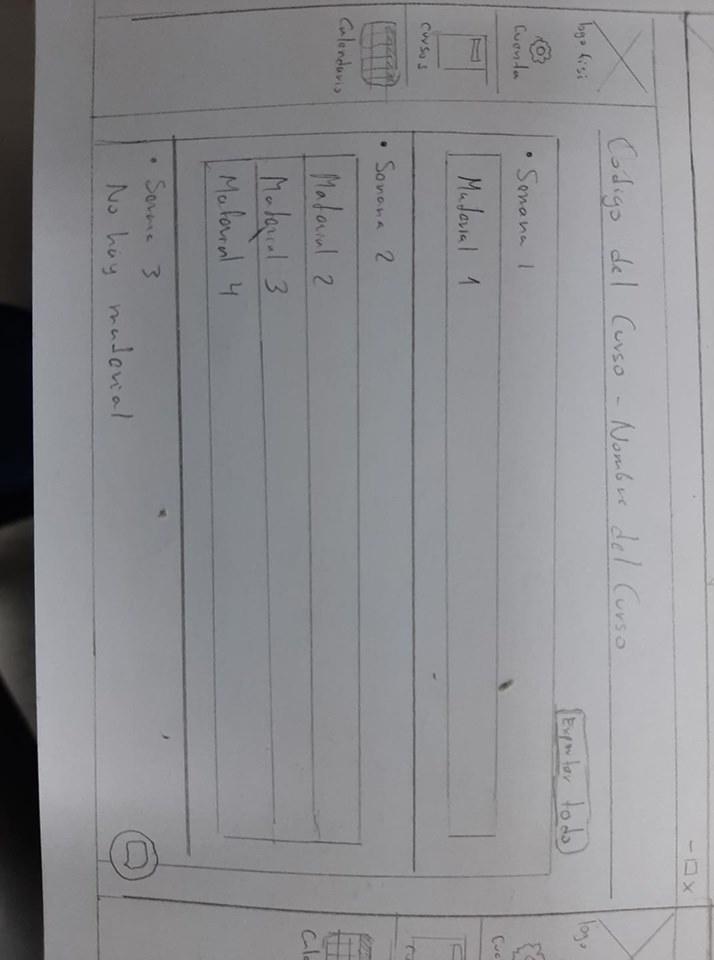 Código del Curso - Nombre del Curso
logo fisi
Exportar todo
Cuenta
Cursos
Calendario
• Semana 1
Material 1
• Semana 2
Material 2
Material 3
Material 4
• Semana 3
No hay material
logo
Cue
Cu
Cale